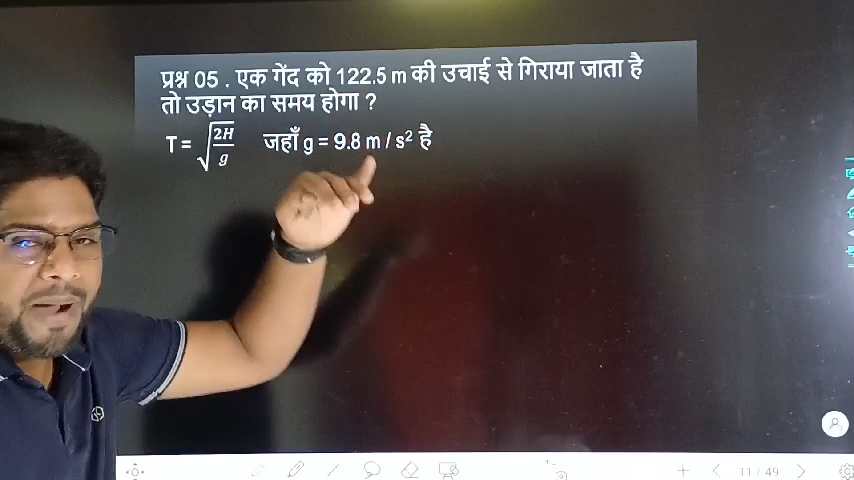 प्रश्न 05 . एक गेंद को 122.5 m की उचाई से गिराया जाता है
तो उड़ान का समय होगा ?
T = √(2H/g) जहाँ g = 9.8 m / s² है
11 / 49